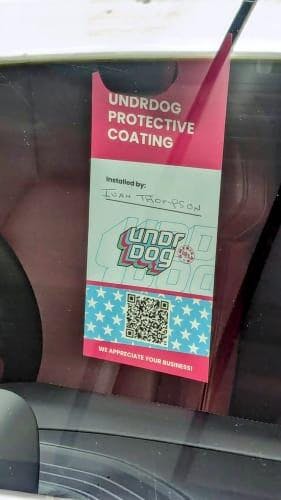 UNDRDOG
PROTECTIVE
COATING
Installed by:
IVAN THOMPSON
UNDR
DOG
WE APPRECIATE YOUR BUSINESS!